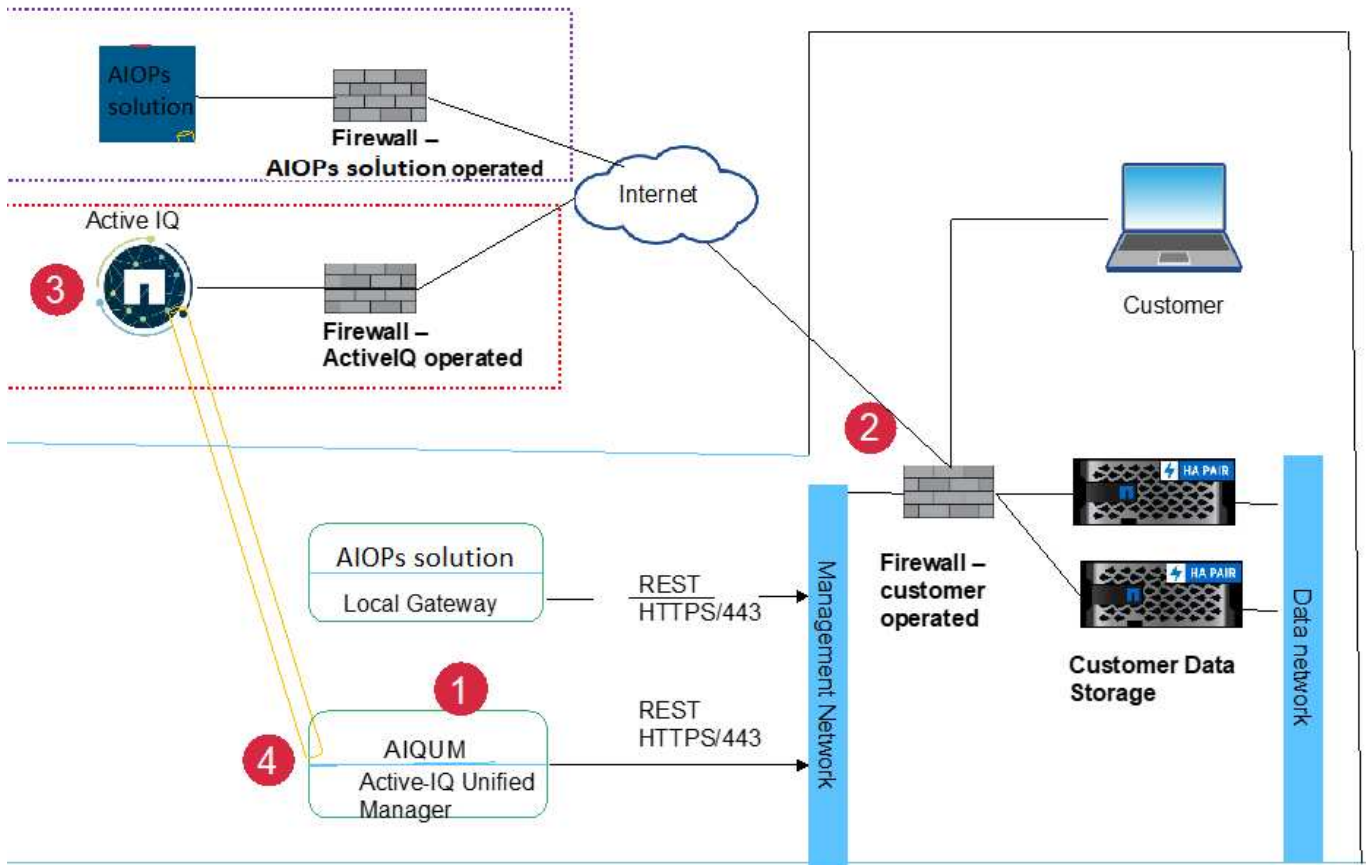 AIOPs
solution
Firewall –
AIOPs solution operated
Internet
Active IQ
3
Firewall –
ActiveIQ operated
Customer
2
HA PAIR
HA PAIR
Firewall –
customer
operated
Customer Data
Storage
Management Network
Data network
AIOPs solution
Local Gateway
REST
HTTPS/443
1
4
AIQUM
Active-IQ Unified
Manager
REST
HTTPS/443